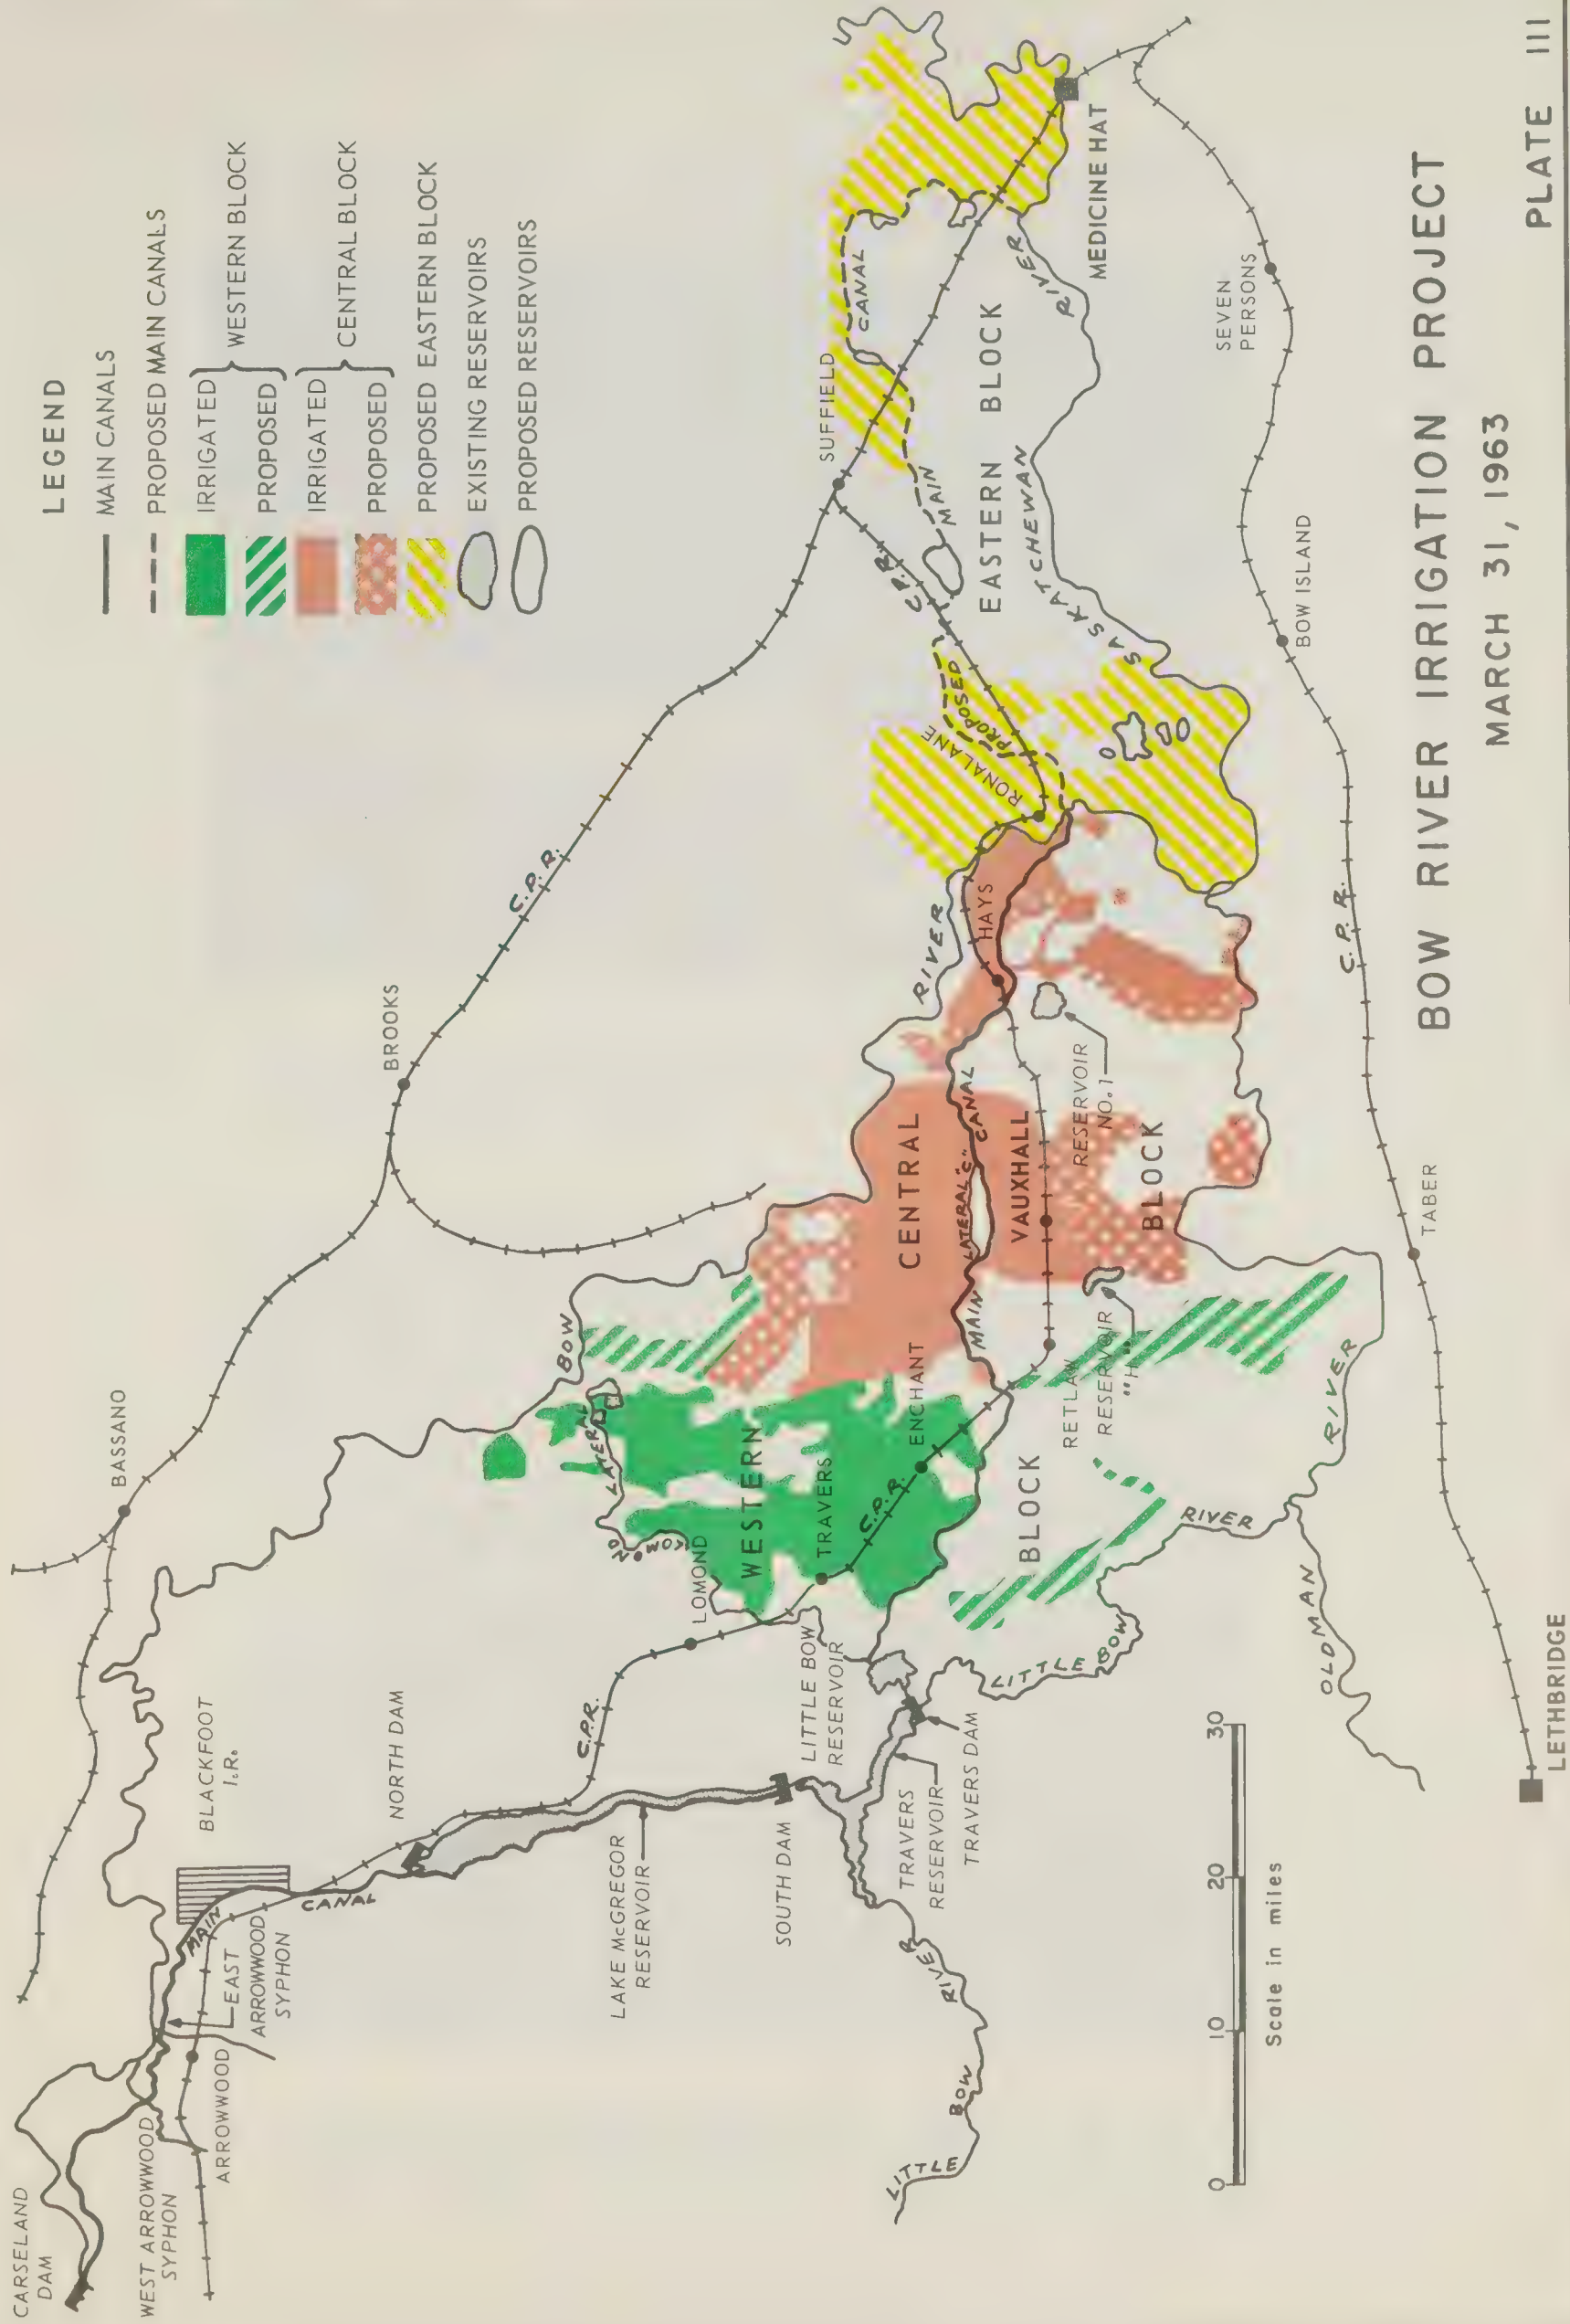 LEGEND
MAIN CANALS
PROPOSED MAIN CANALS
IRRIGATED
PROPOSED
WESTERN BLOCK
IRRIGATED
PROPOSED
CENTRAL BLOCK
PROPOSED EASTERN BLOCK
EXISTING RESERVOIRS
PROPOSED RESERVOIRS
CARSELAND
DAM
WEST ARROWWOOD
SYPHON
ARROWWOOD
EAST
ARROWWOOD
SYPHON
MAIN
CANAL
BLACKFOOT
I.R.
NORTH DAM
BASSANO
BROOKS
C.P.R.
C.P.R.
LAKE McGREGOR
RESERVOIR
SOUTH DAM
LITTLE BOW
RESERVOIR
TRAVERS
RESERVOIR
TRAVERS DAM
LITTLE
BOW
RIVER
LITTLE BOW
RIVER
OLDMAN
RIVER
LOMOND
LOMOND
LATERAL
BOW
RIVER
WESTERN
BLOCK
TRAVERS
C.P.R.
ENCHANT
RETLAW
RESERVOIR
"H"
MAIN
CANAL
LATERAL "C"
CENTRAL
BLOCK
VAUXHALL
RESERVOIR
NO. 1
HAYS
RONALANE
PROPOSED
MAIN
CANAL
C.P.R.
SUFFIELD
EASTERN BLOCK
SASKATCHEWAN
RIVER
MEDICINE HAT
SEVEN
PERSONS
BOW ISLAND
C.P.R.
TABER
LETHBRIDGE
0 10 20 30
Scale in miles
BOW RIVER IRRIGATION PROJECT
MARCH 31, 1963
PLATE III